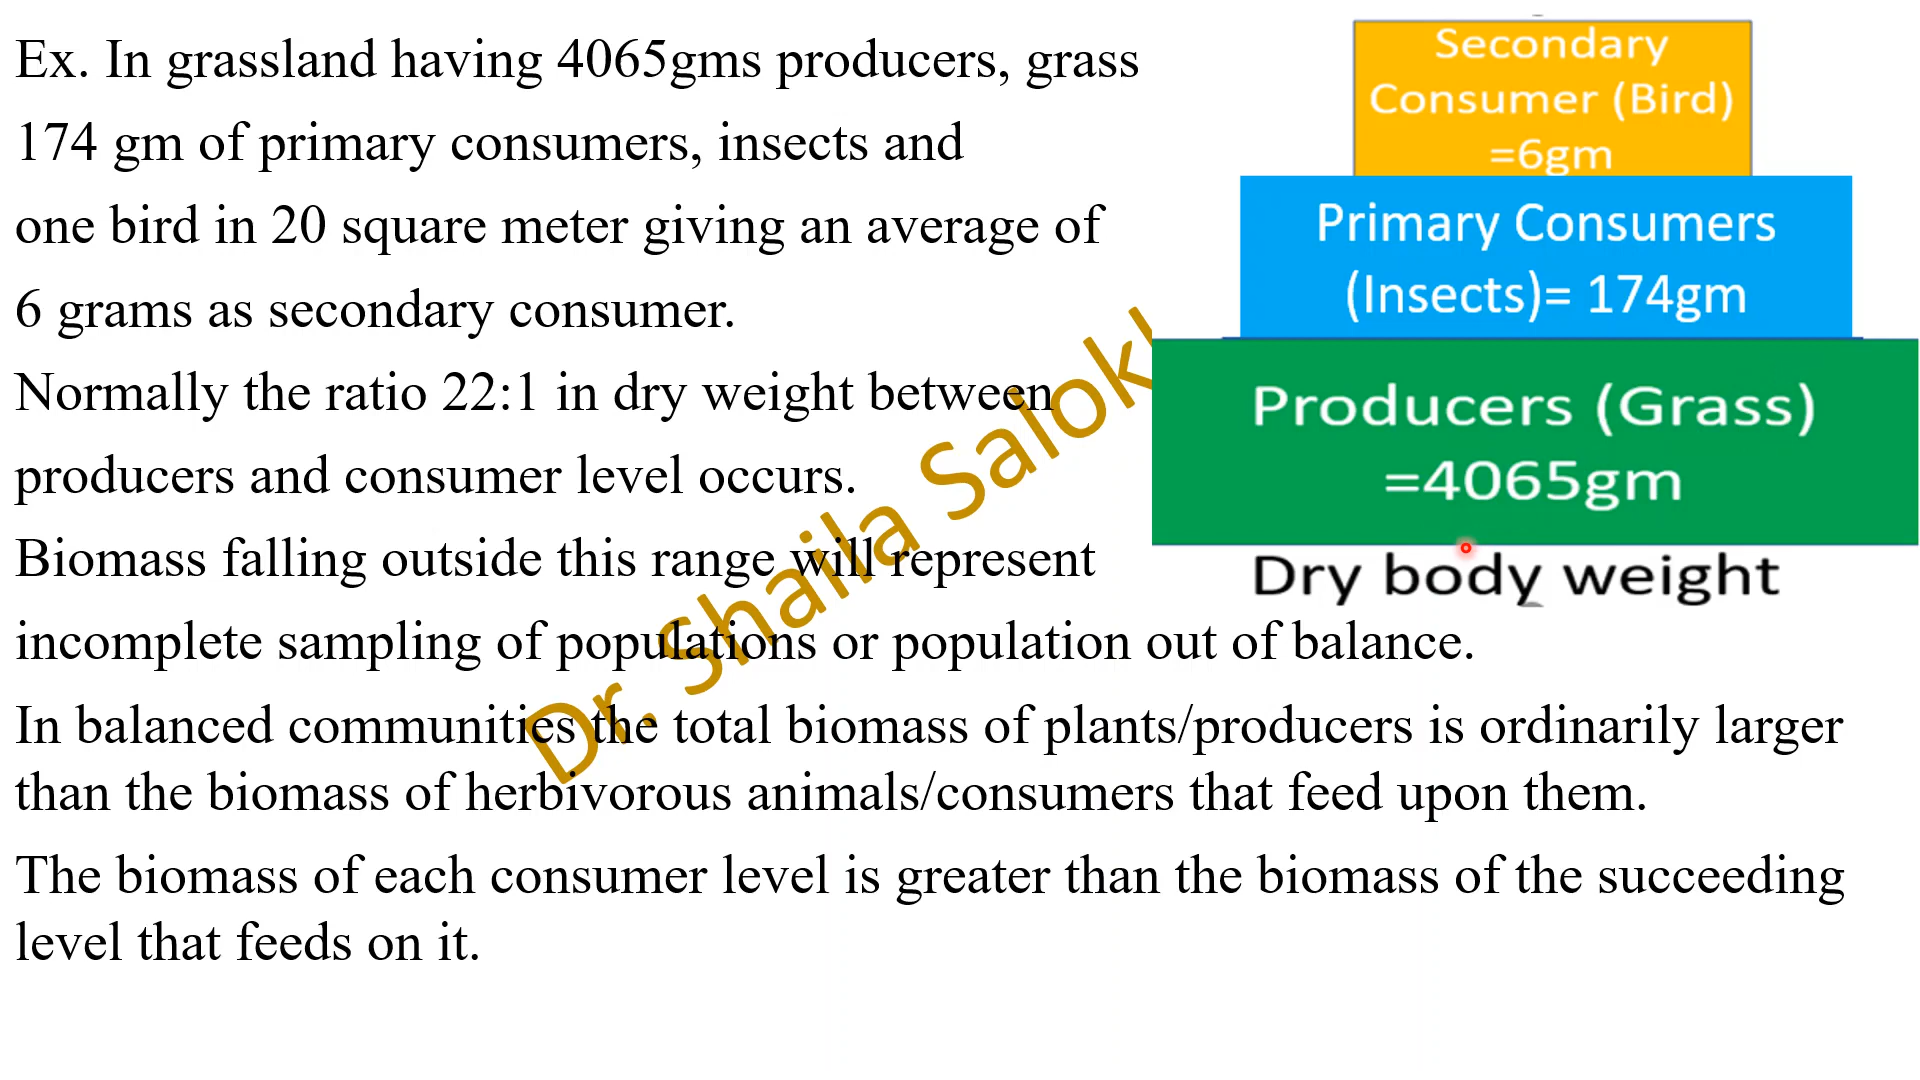 Ex. In grassland having 4065gms producers, grass
174 gm of primary consumers, insects and
one bird in 20 square meter giving an average of
6 grams as secondary consumer.
Normally the ratio 22:1 in dry weight between
producers and consumer level occurs.
Biomass falling outside this range will represent
incomplete sampling of populations or population out of balance.
In balanced communities the total biomass of plants/producers is ordinarily larger
than the biomass of herbivorous animals/consumers that feed upon them.
The biomass of each consumer level is greater than the biomass of the succeeding
level that feeds on it.
Secondary
Consumer (Bird)
=6gm
Primary Consumers
(Insects)= 174gm
Producers (Grass)
=4065gm
Dry body weight
Dr. Shaila